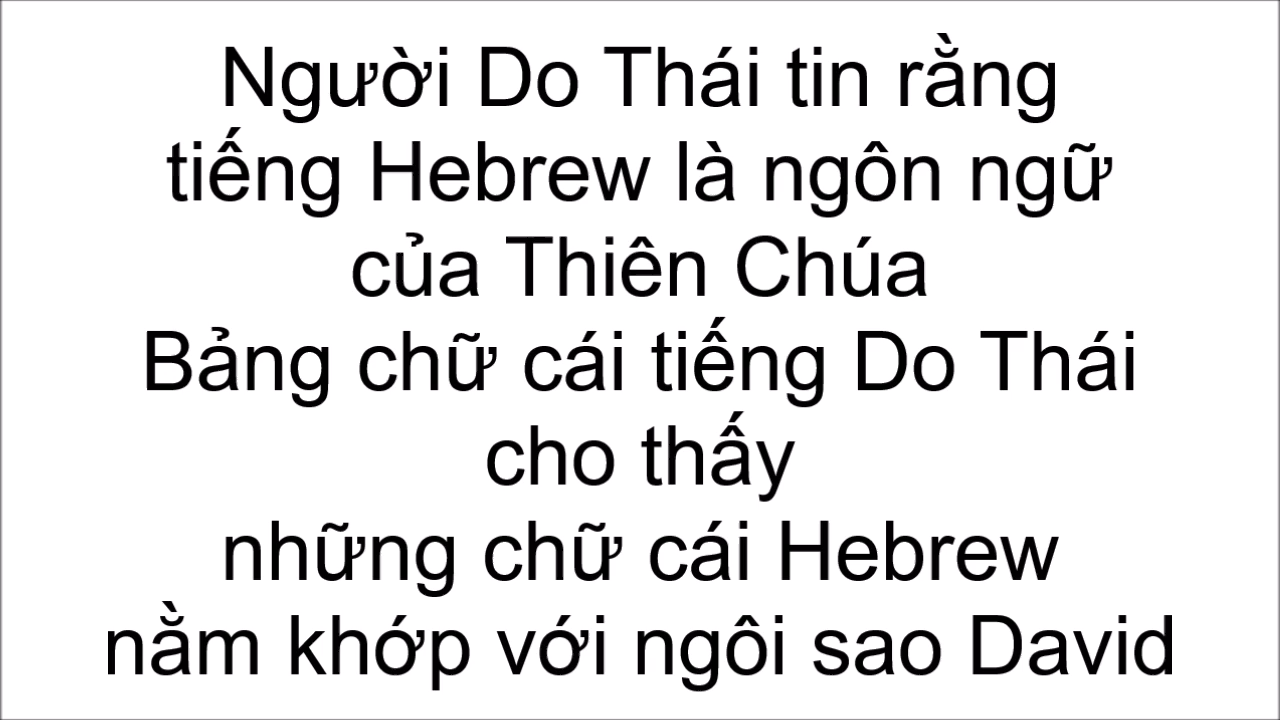 Người Do Thái tin rằng
tiếng Hebrew là ngôn ngữ
của Thiên Chúa
Bảng chữ cái tiếng Do Thái
cho thấy
những chữ cái Hebrew
nằm khớp với ngôi sao David